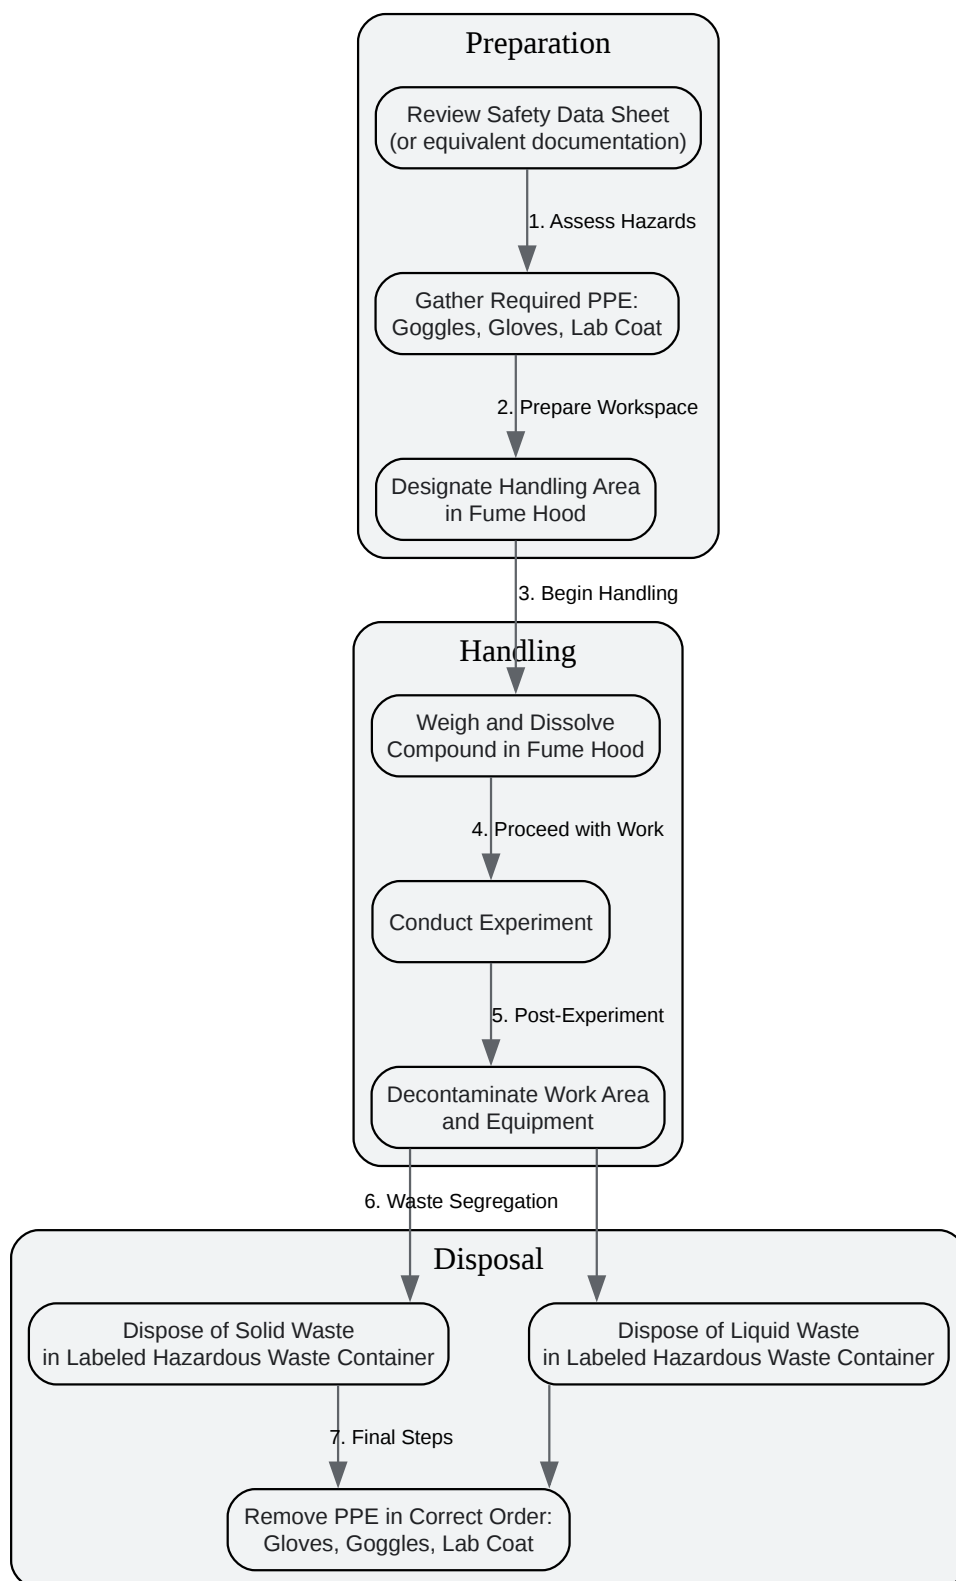 Preparation
Review Safety Data Sheet
(or equivalent documentation)
1. Assess Hazards
Gather Required PPE:
Goggles, Gloves, Lab Coat
2. Prepare Workspace
Designate Handling Area
in Fume Hood
3. Begin Handling
Handling
Weigh and Dissolve
Compound in Fume Hood
4. Proceed with Work
Conduct Experiment
5. Post-Experiment
Decontaminate Work Area
and Equipment
6. Waste Segregation
Disposal
Dispose of Solid Waste
in Labeled Hazardous Waste Container
Dispose of Liquid Waste
in Labeled Hazardous Waste Container
7. Final Steps
Remove PPE in Correct Order:
Gloves, Goggles, Lab Coat